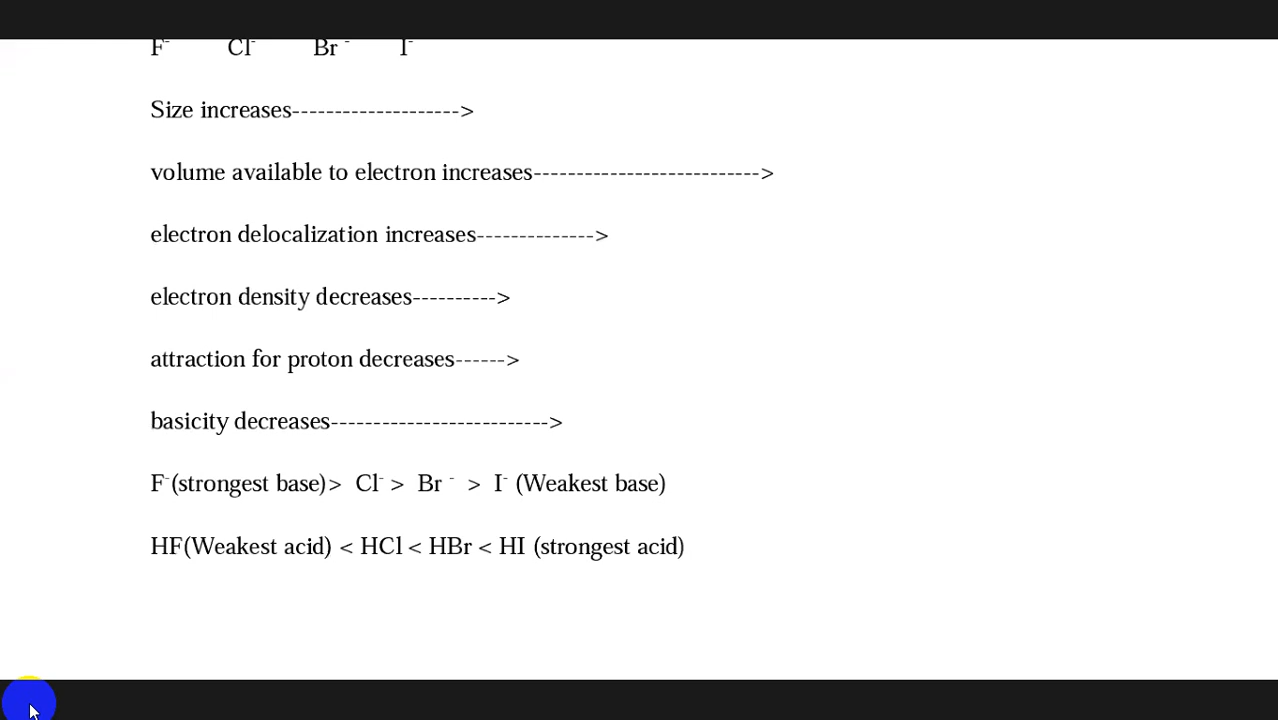 F⁻ Cl⁻ Br ⁻ I⁻
Size increases-------------------->
volume available to electron increases--------------------------->
electron delocalization increases-------------->
electron density decreases---------->
attraction for proton decreases------>
basicity decreases-------------------------->
F⁻(strongest base)> Cl⁻ > Br ⁻ > I⁻ (Weakest base)
HF(Weakest acid) < HCl < HBr < HI (strongest acid)